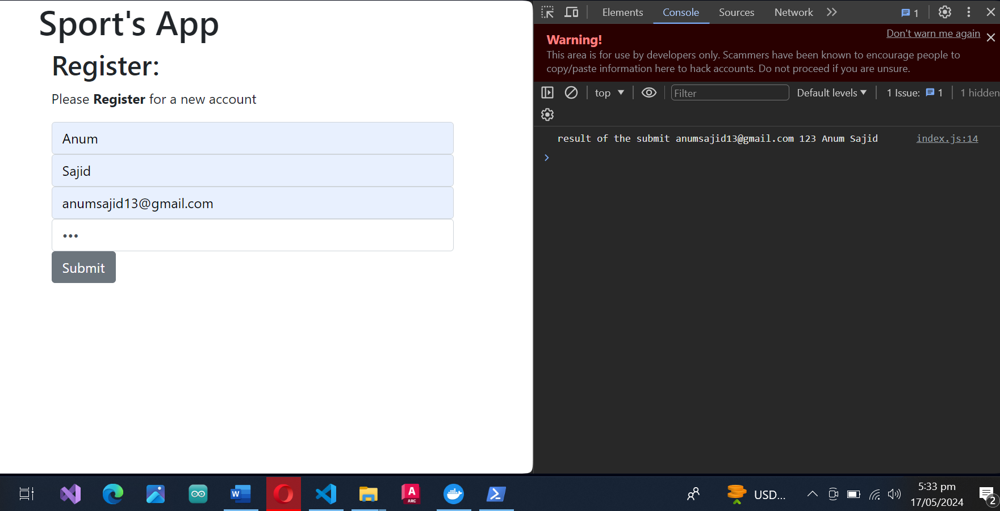 Sport's App
Register:
Please Register for a new account
Anum
Sajid
anumsajid13@gmail.com
•••
Submit
Elements Console Sources Network 1
Warning!
Don't warn me again
This area is for use by developers only. Scammers have been known to encourage people to
copy/paste information here to hack accounts. Do not proceed if you are unsure.
top Filter Default levels 1 Issue: 1 1 hidden
result of the submit anumsajid13@gmail.com 123 Anum Sajid index.js:14
W A ARC USD... 5:33 pm
17/05/2024 2